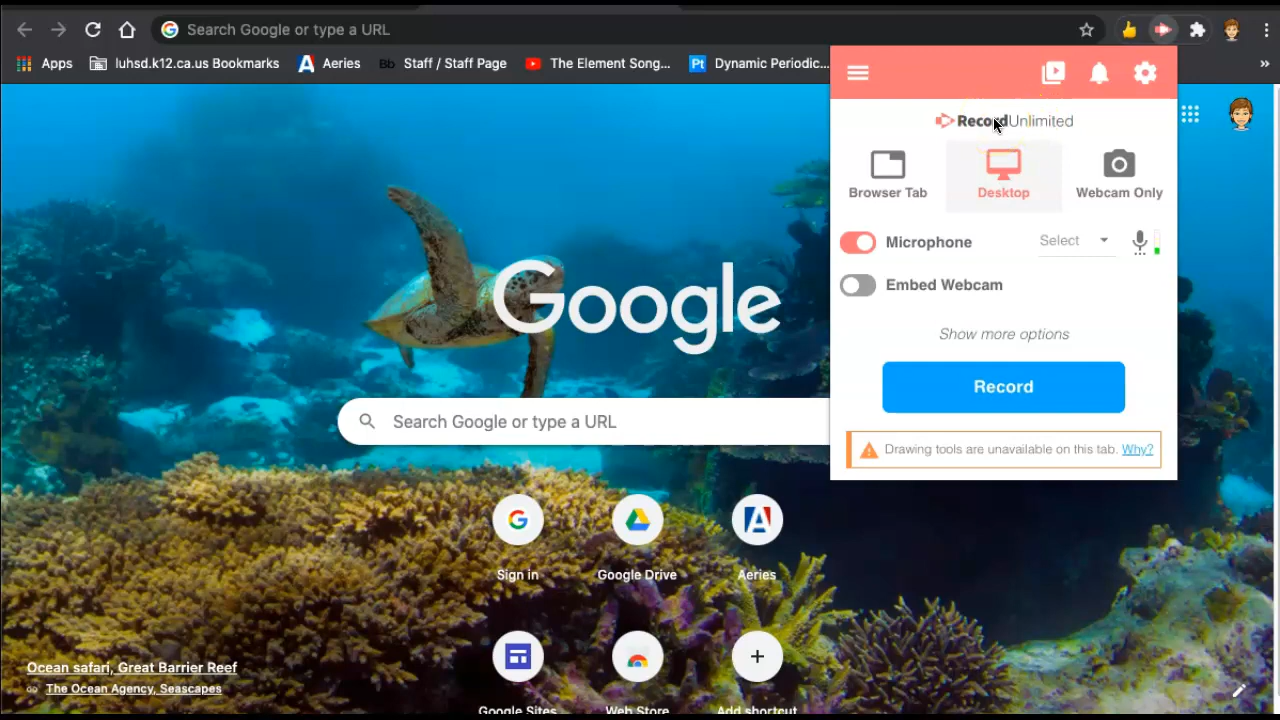 Search Google or type a URL
Apps
luhsd.k12.ca.us Bookmarks
Aeries
Bb Staff / Staff Page
The Element Song...
Pt Dynamic Periodic...
»
RecordUnlimited
Browser Tab
Desktop
Webcam Only
Microphone
Select
Embed Webcam
Show more options
Record
Drawing tools are unavailable on this tab. Why?
Google
Search Google or type a URL
Sign in
Google Drive
Aeries
Google Sites
Web Store
Add shortcut
Ocean safari, Great Barrier Reef
The Ocean Agency, Seascapes